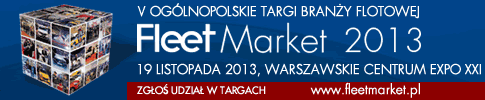 V OGÓLNOPOLSKIE TARGI BRANŻY FLOTOWEJ
Fleet Market 2013
19 LISTOPADA 2013, WARSZAWSKIE CENTRUM EXPO XXI
ZGŁOŚ UDZIAŁ W TARGACH www.fleetmarket.pl